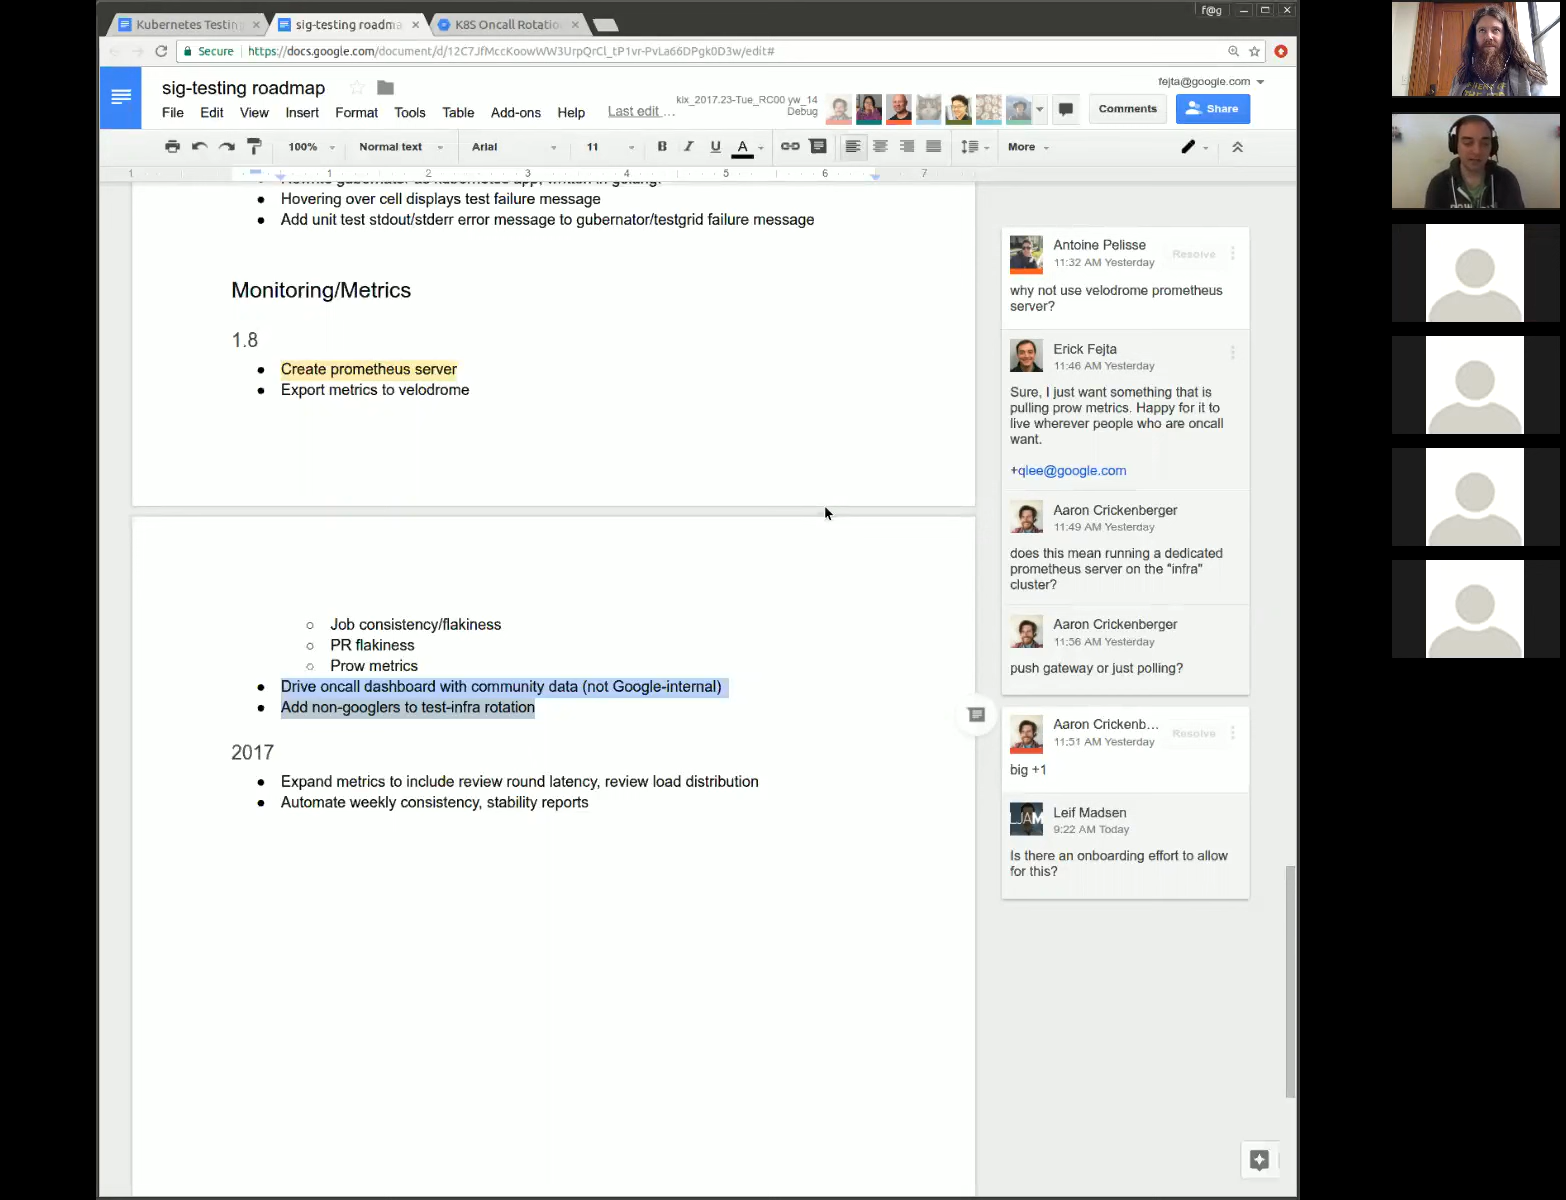 f@g
Kubernetes Testing
sig-testing roadma
K8S Oncall Rotatio
Secure
https://docs.google.com/document/d/12C7JfMccKoowWW3UrpQrCl_tP1vr-PvLa66DPgk0D3w/edit#
sig-testing roadmap
fejta@google.com
File Edit View Insert Format Tools Table Add-ons Help Last edit ...
kix_2017.23-Tue_RC00 yw_14
Debug
Comments
Share
100% Normal text Arial 11 B I U A More
1 1 2 3 4 5 6 7
Hovering over cell displays test failure message
Add unit test stdout/stderr error message to gubernator/testgrid failure message
Monitoring/Metrics
1.8
Create prometheus server
Export metrics to velodrome
Job consistency/flakiness
PR flakiness
Prow metrics
Drive oncall dashboard with community data (not Google-internal)
Add non-googlers to test-infra rotation
2017
Expand metrics to include review round latency, review load distribution
Automate weekly consistency, stability reports
Antoine Pelisse
11:32 AM Yesterday
Resolve
why not use velodrome prometheus
server?
Erick Fejta
11:46 AM Yesterday
Sure, I just want something that is
pulling prow metrics. Happy for it to
live wherever people who are oncall
want.
+qlee@google.com
Aaron Crickenberger
11:49 AM Yesterday
does this mean running a dedicated
prometheus server on the "infra"
cluster?
Aaron Crickenberger
11:56 AM Yesterday
push gateway or just polling?
Aaron Crickenb...
11:51 AM Yesterday
Resolve
big +1
LJAM
Leif Madsen
9:22 AM Today
Is there an onboarding effort to allow
for this?